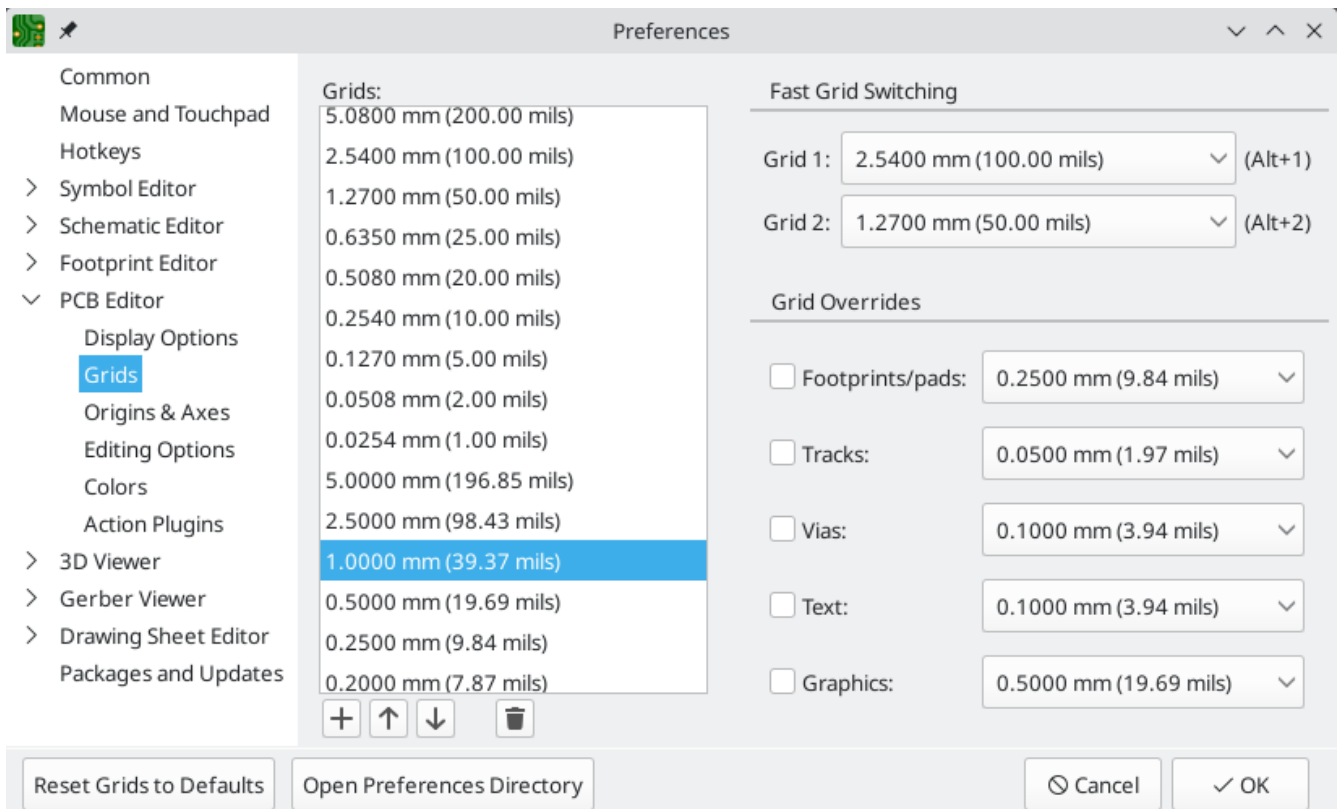 Preferences
Common
Mouse and Touchpad
Hotkeys
Symbol Editor
Schematic Editor
Footprint Editor
PCB Editor
Display Options
Grids
Origins & Axes
Editing Options
Colors
Action Plugins
3D Viewer
Gerber Viewer
Drawing Sheet Editor
Packages and Updates
Grids:
5.0800 mm (200.00 mils)
2.5400 mm (100.00 mils)
1.2700 mm (50.00 mils)
0.6350 mm (25.00 mils)
0.5080 mm (20.00 mils)
0.2540 mm (10.00 mils)
0.1270 mm (5.00 mils)
0.0508 mm (2.00 mils)
0.0254 mm (1.00 mils)
5.0000 mm (196.85 mils)
2.5000 mm (98.43 mils)
1.0000 mm (39.37 mils)
0.5000 mm (19.69 mils)
0.2500 mm (9.84 mils)
0.2000 mm (7.87 mils)
Fast Grid Switching
Grid 1: 2.5400 mm (100.00 mils) (Alt+1)
Grid 2: 1.2700 mm (50.00 mils) (Alt+2)
Grid Overrides
Footprints/pads: 0.2500 mm (9.84 mils)
Tracks: 0.0500 mm (1.97 mils)
Vias: 0.1000 mm (3.94 mils)
Text: 0.1000 mm (3.94 mils)
Graphics: 0.5000 mm (19.69 mils)
Reset Grids to Defaults
Open Preferences Directory
Cancel
OK